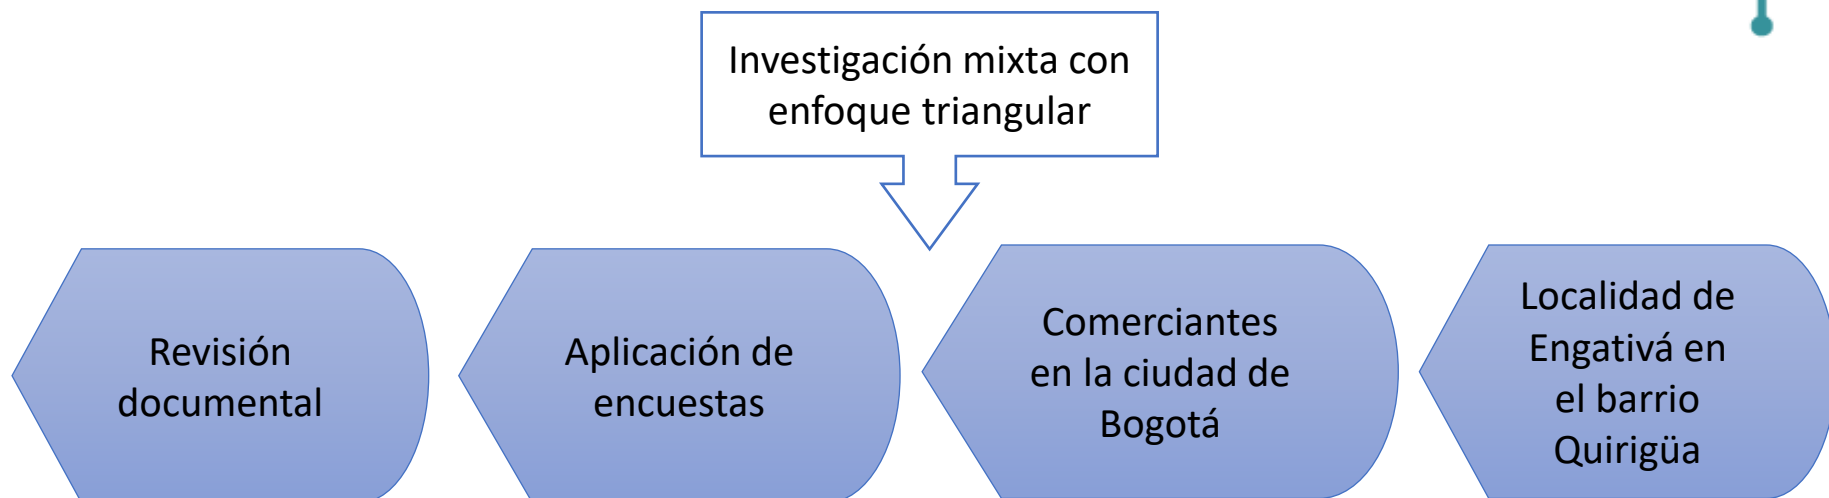 Investigación mixta con
enfoque triangular
Revisión
documental
Aplicación de
encuestas
Comerciantes
en la ciudad de
Bogotá
Localidad de
Engativá en
el barrio
Quirigüa